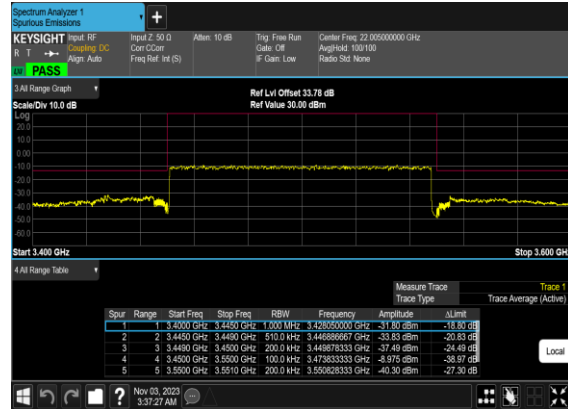 Spectrum Analyzer 1
Spurious Emissions
+
KEYSIGHT Input: RF Input Z: 50 Ω Atten: 10 dB Trig: Free Run Center Freq: 22.005000000 GHz
R T Coupling: DC Corr CCorr Gate: Off Avg|Hold: 100/100
Align: Auto Freq Ref: Int (S) IF Gain: Low Radio Std: None
PASS
3 All Range Graph
Ref Lvl Offset 33.78 dB
Scale/Div 10.0 dB Ref Value 30.00 dBm
Log
20.0
10.0
0.00
-10.0
-20.0
-30.0
-40.0
-50.0
-60.0
Start 3.400 GHz Stop 3.600 GH
4 All Range Table
Measure Trace Trace 1
Trace Type Trace Average (Active)
Spur Range Start Freq Stop Freq RBW Frequency Amplitude ΔLimit
1 1 3.4000 GHz 3.4450 GHz 1.000 MHz 3.428050000 GHz -31.80 dBm -18.80 dB
2 2 3.4450 GHz 3.4490 GHz 510.0 kHz 3.446886667 GHz -33.83 dBm -20.83 dB
3 3 3.4490 GHz 3.4500 GHz 200.0 kHz 3.449878333 GHz -37.49 dBm -24.49 dB
4 4 3.4500 GHz 3.5500 GHz 100.0 kHz 3.473833333 GHz -8.975 dBm -38.97 dB
5 5 3.5500 GHz 3.5510 GHz 200.0 kHz 3.550828333 GHz -40.30 dBm -27.30 dB
Local
? Nov 03, 2023
3:37:27 AM